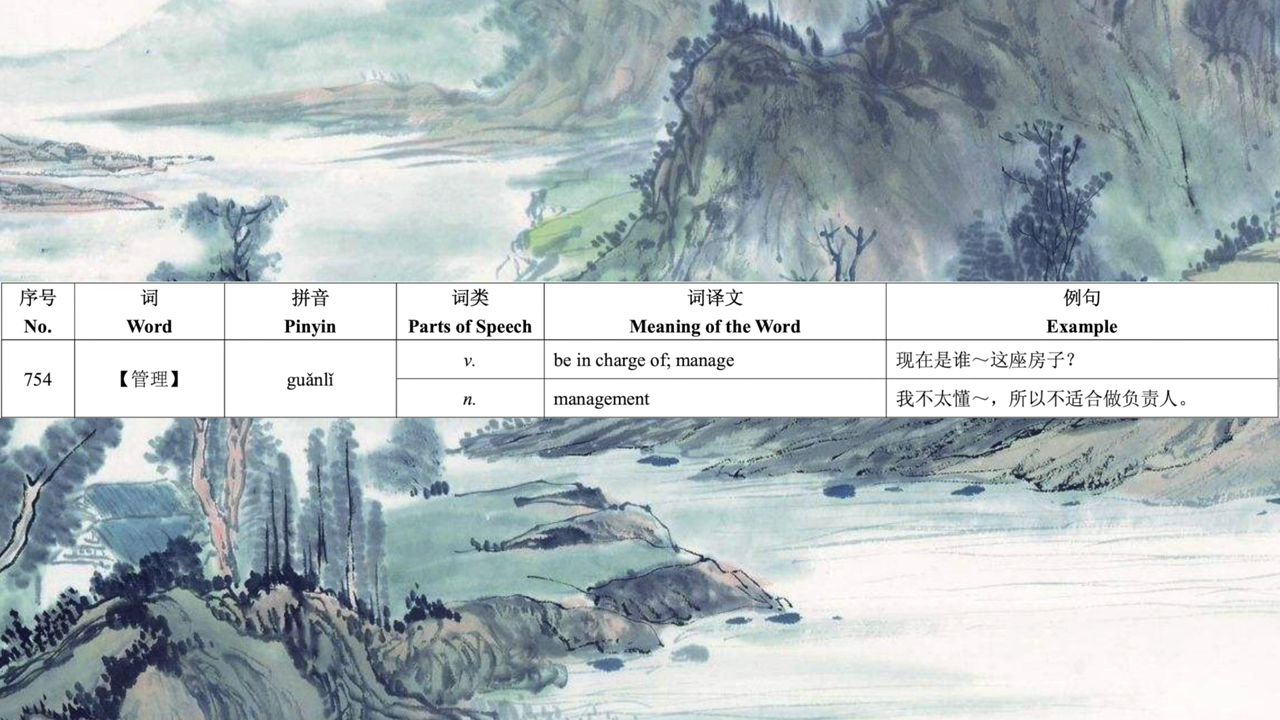 序号 词 拼音 词类 词译文 例句
No. Word Pinyin Parts of Speech Meaning of the Word Example
754 【管理】 guǎnlǐ v. be in charge of; manage 现在是谁～这座房子？
n. management 我不太懂～，所以不适合做负责人。